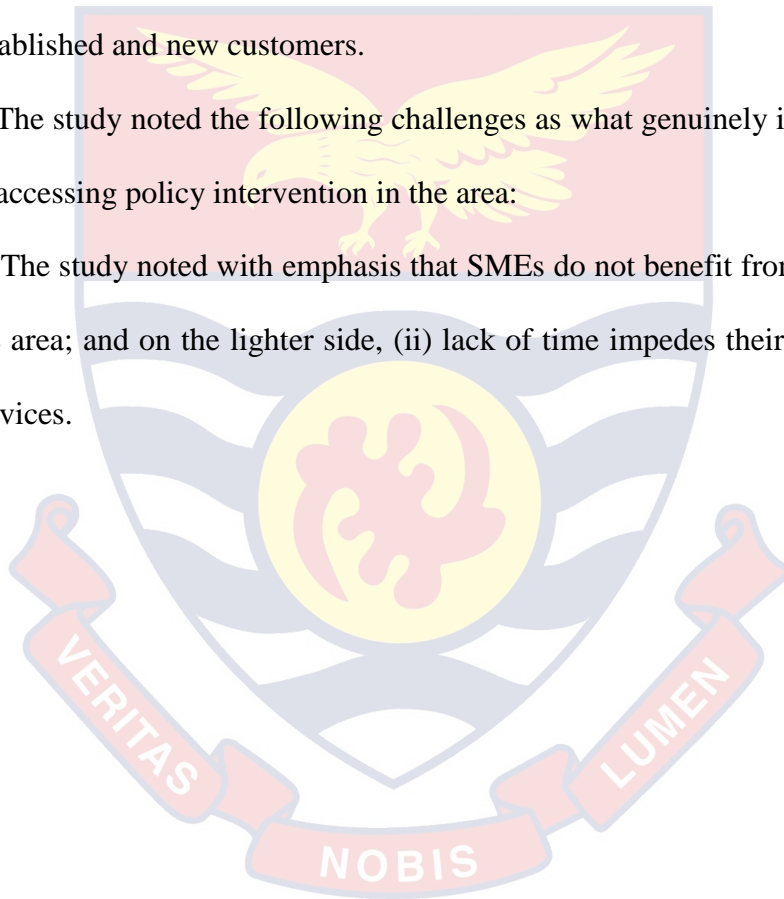 ablished and new customers.
The study noted the following challenges as what genuinely i
accessing policy intervention in the area:
The study noted with emphasis that SMEs do not benefit from
area; and on the lighter side, (ii) lack of time impedes their
vices.
VERITAS
NOBIS
LUMEN